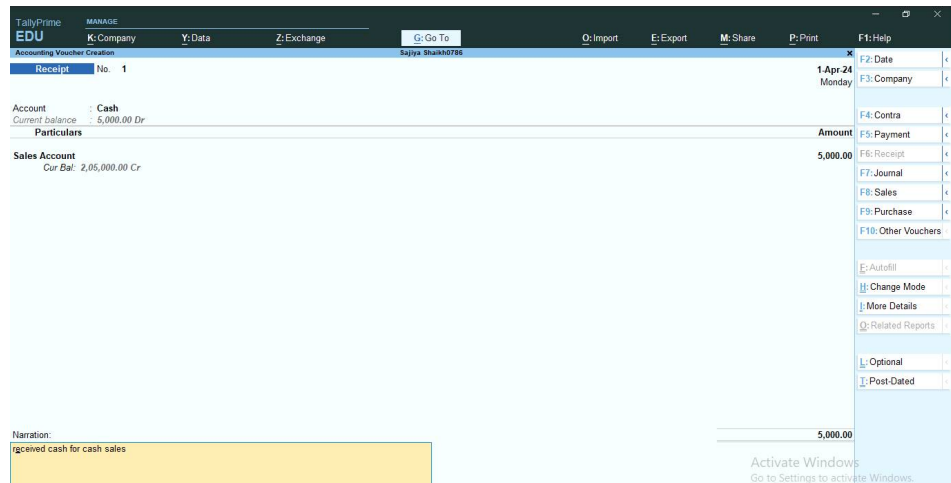 TallyPrime MANAGE
EDU K: Company Y: Data Z: Exchange G: Go To O: Import E: Export M: Share P: Print F1: Help
Accounting Voucher Creation Sajiya Shaikh0786 x
Receipt No. 1 1-Apr-24
Monday
Account : Cash
Current balance : 5,000.00 Dr
Particulars Amount
Sales Account 5,000.00
Cur Bal: 2,05,000.00 Cr
Narration: 5,000.00
received cash for cash sales
F2: Date
F3: Company
F4: Contra
F5: Payment
F6: Receipt
F7: Journal
F8: Sales
F9: Purchase
F10: Other Vouchers
E: Autofill
H: Change Mode
I: More Details
O: Related Reports
L: Optional
T: Post-Dated
Activate Windows
Go to Settings to activate Windows.